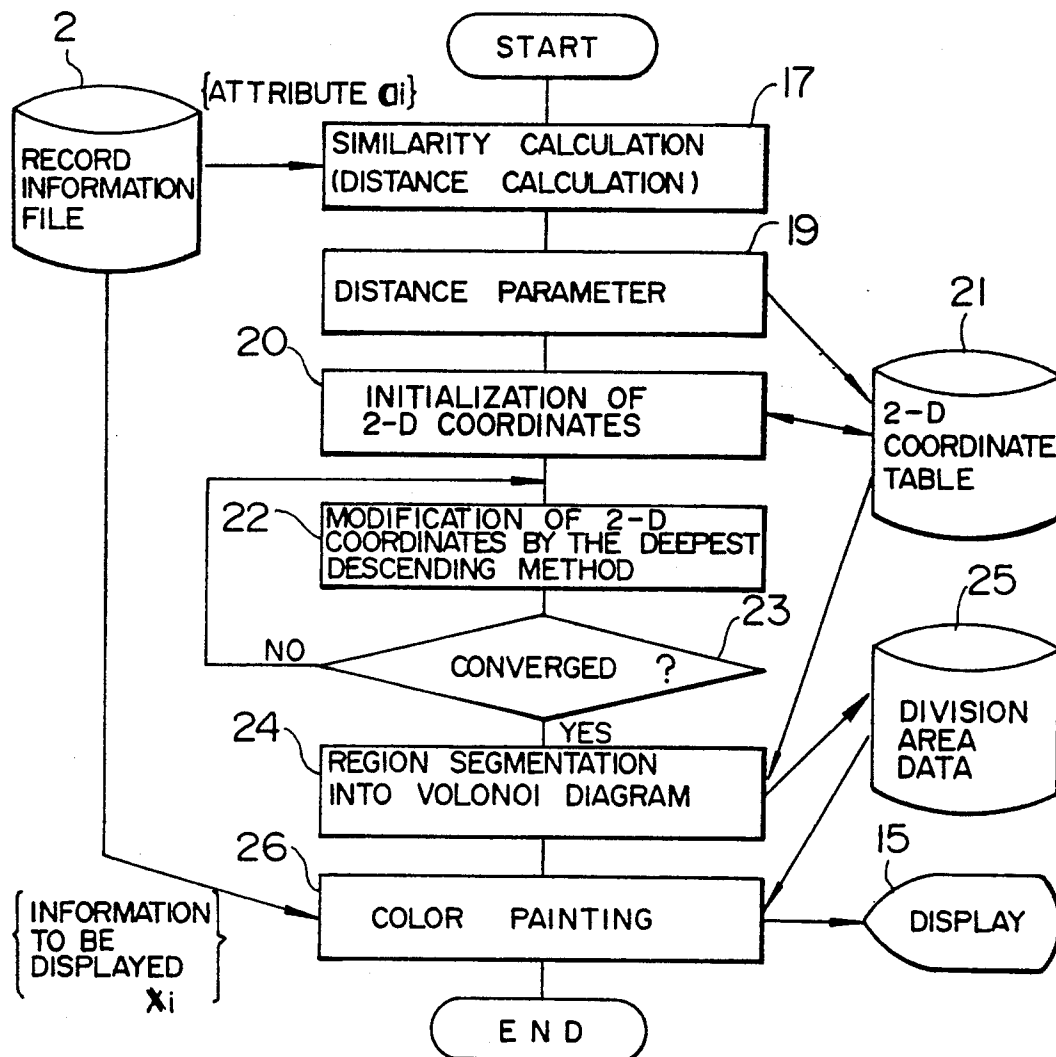 START
2
{ATTRIBUTE ai}
17
RECORD
INFORMATION
FILE
SIMILARITY CALCULATION
(DISTANCE CALCULATION)
19
DISTANCE PARAMETER
21
20
INITIALIZATION OF
2-D COORDINATES
2-D
COORDINATE
TABLE
22
MODIFICATION OF 2-D
COORDINATES BY THE DEEPEST
DESCENDING METHOD
23
25
NO
CONVERGED ?
YES
DIVISION
AREA
DATA
24
REGION SEGMENTATION
INTO VOLONOI DIAGRAM
26
15
COLOR PAINTING
DISPLAY
INFORMATION
TO BE
DISPLAYED
xi
END